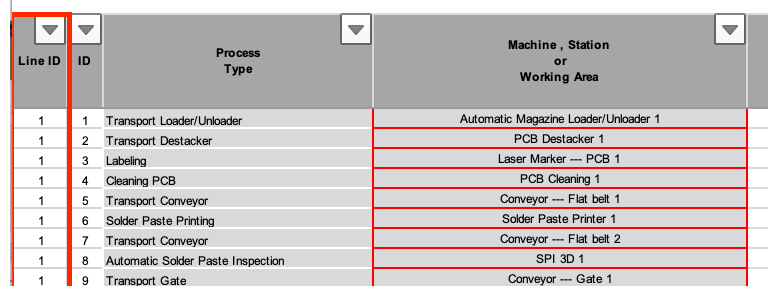 Line ID ID Process Type Machine , Station or Working Area
1 1 Transport Loader/Unloader Automatic Magazine Loader/Unloader 1
1 2 Transport Destacker PCB Destacker 1
1 3 Labeling Laser Marker --- PCB 1
1 4 Cleaning PCB PCB Cleaning 1
1 5 Transport Conveyor Conveyor --- Flat belt 1
1 6 Solder Paste Printing Solder Paste Printer 1
1 7 Transport Conveyor Conveyor --- Flat belt 2
1 8 Automatic Solder Paste Inspection SPI 3D 1
1 9 Transport Gate Conveyor --- Gate 1